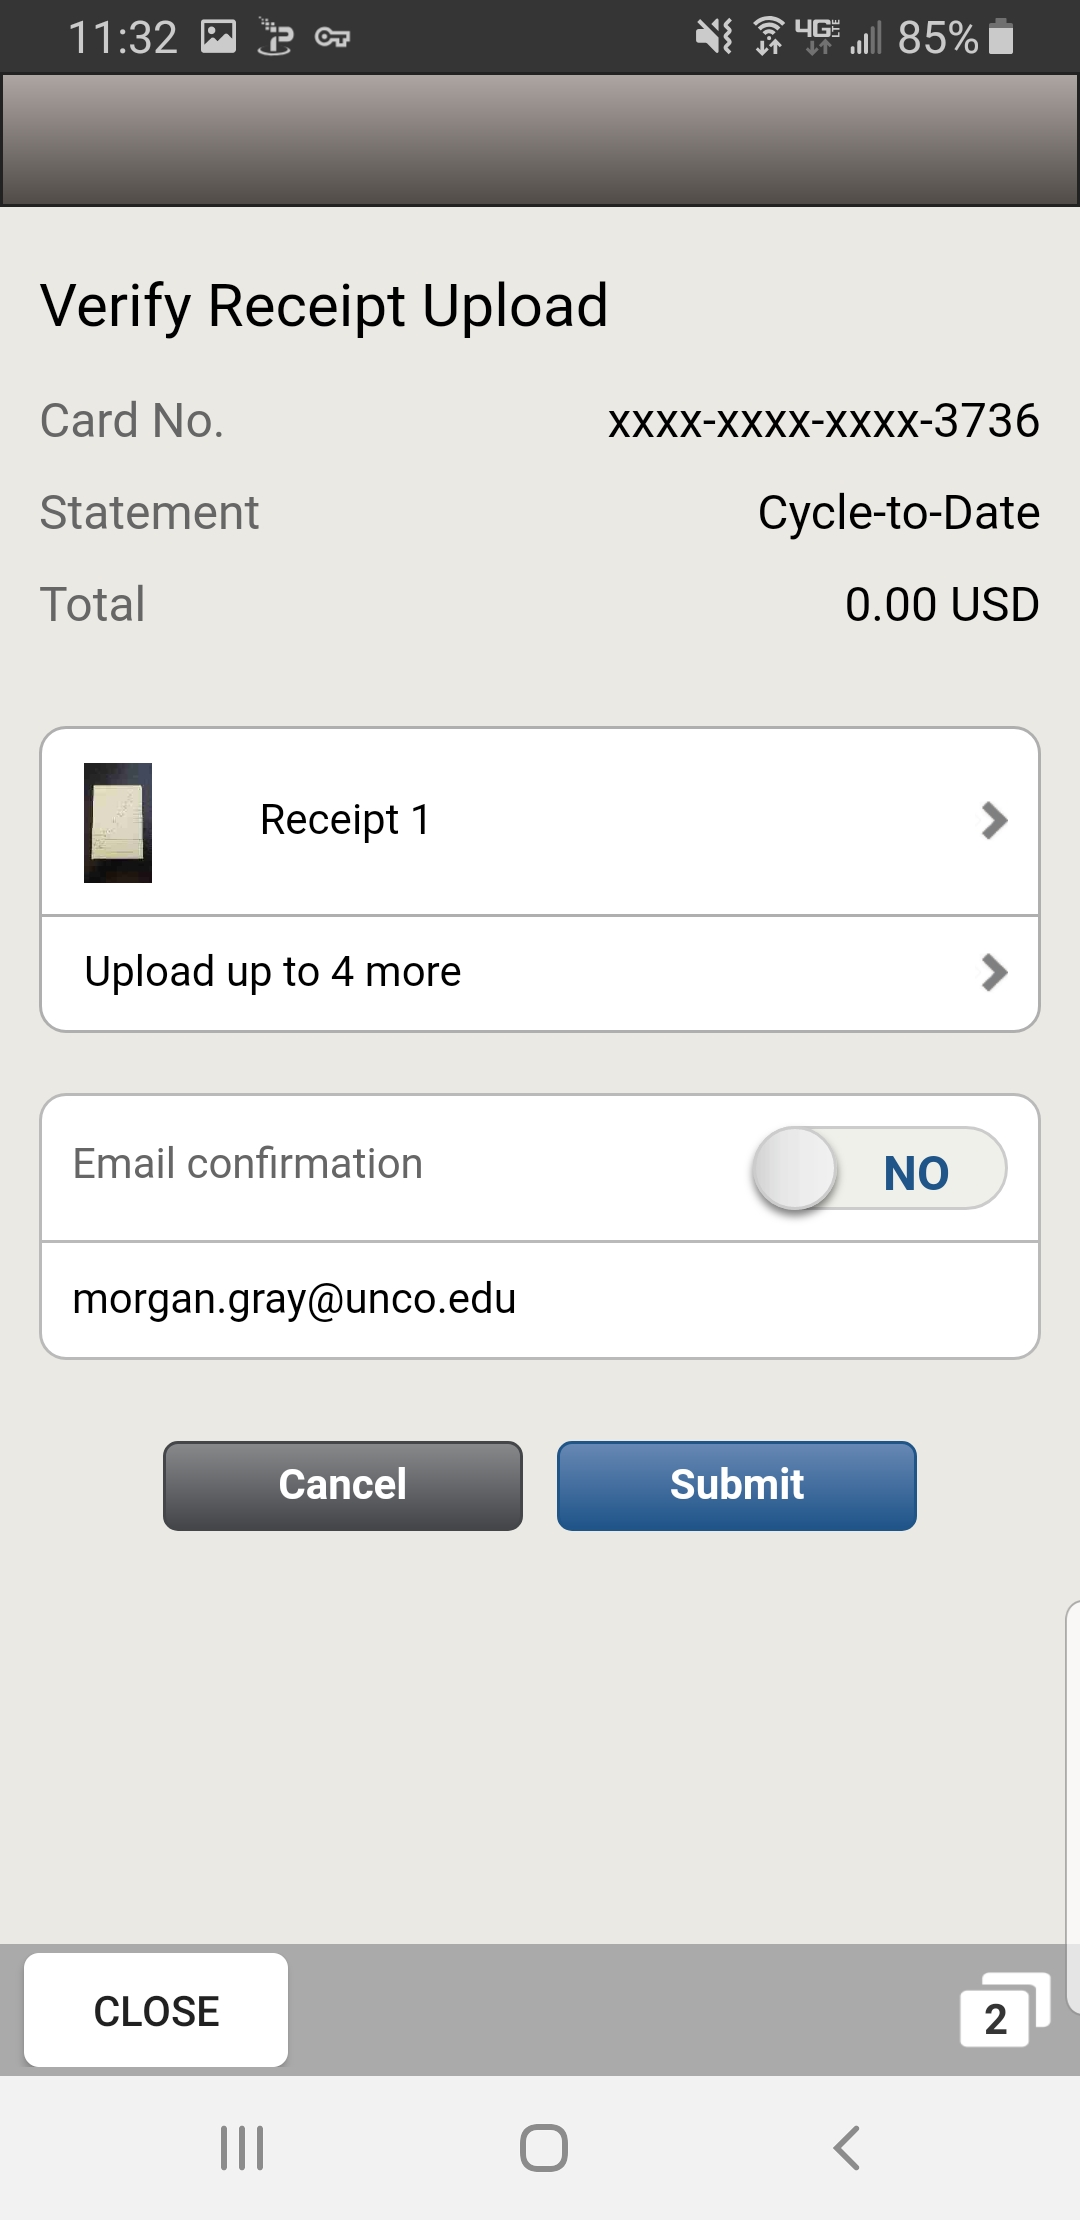 11:32 4G LTE 85%
Verify Receipt Upload
Card No. xxxx-xxxx-xxxx-3736
Statement Cycle-to-Date
Total 0.00 USD
Receipt 1
Upload up to 4 more
Email confirmation NO
morgan.gray@unco.edu
Cancel Submit
CLOSE 2